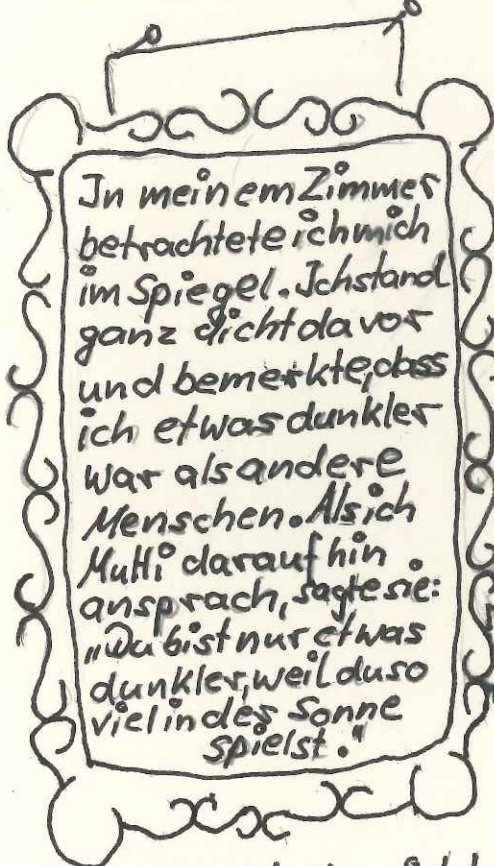 In meinem Zimmer
betrachtete ich mich
im Spiegel. Ich stand
ganz dicht davor
und bemerkte, dass
ich etwas dunkler
war als andere
Menschen. Als ich
Mutti darauf hin
ansprach, sagte sie:
„Du bist nur etwas
dunkler, weil du so
viel in der Sonne
spielst."